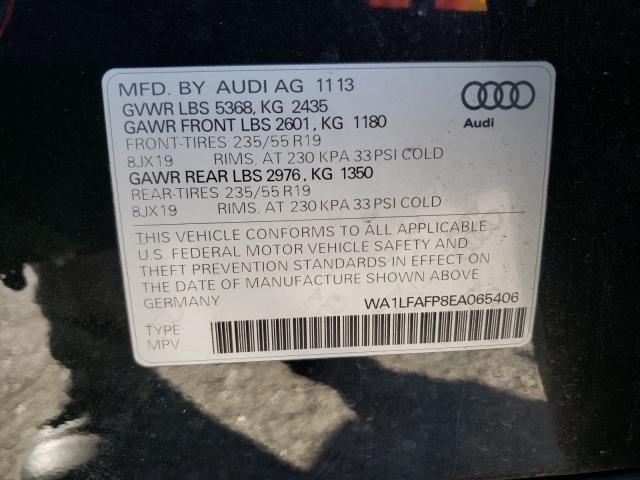 MFD. BY AUDI AG 11 13
GVWR LBS 5368, KG 2435
GAWR FRONT LBS 2601, KG 1180
FRONT-TIRES 235/55 R19
8JX19 RIMS, AT 230 KPA 33 PSI COLD
GAWR REAR LBS 2976, KG 1350
REAR-TIRES 235/55 R19
8JX19 RIMS, AT 230 KPA 33 PSI COLD
Audi
THIS VEHICLE CONFORMS TO ALL APPLICABLE
U.S. FEDERAL MOTOR VEHICLE SAFETY AND
THEFT PREVENTION STANDARDS IN EFFECT ON
THE DATE OF MANUFACTURE SHOWN ABOVE
GERMANY WA1LFAFP8EA065406
TYPE:
MPV